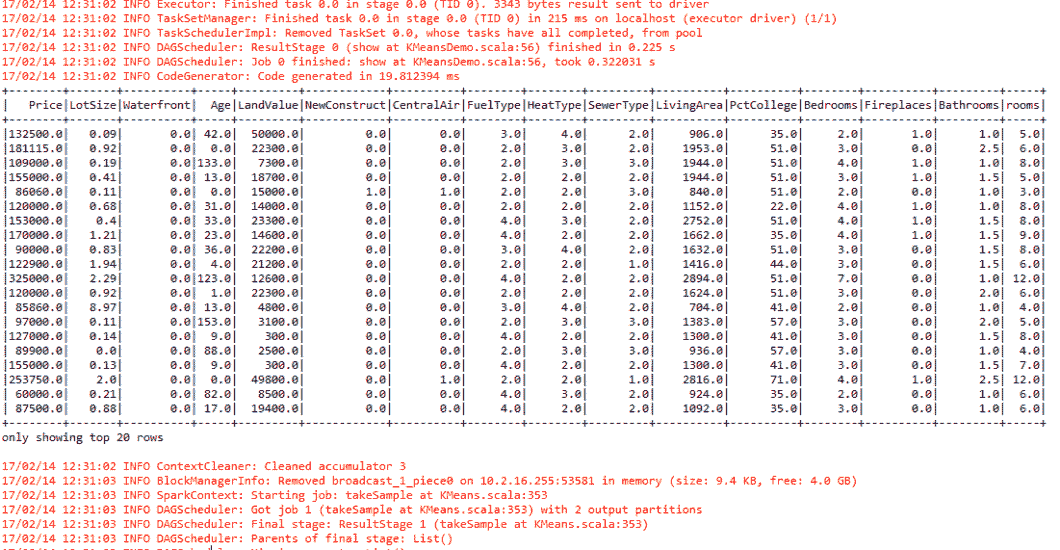 17/02/14 12:31:02 INFO Executor: Finished task 0.0 in stage 0.0 (TID 0). 3343 bytes result sent to driver
17/02/14 12:31:02 INFO TaskSetManager: Finished task 0.0 in stage 0.0 (TID 0) in 215 ms on localhost (executor driver) (1/1)
17/02/14 12:31:02 INFO TaskSchedulerImpl: Removed TaskSet 0.0, whose tasks have all completed, from pool
17/02/14 12:31:02 INFO DAGScheduler: ResultStage 0 (show at KMeansDemo.scala:56) finished in 0.225 s
17/02/14 12:31:02 INFO DAGScheduler: Job 0 finished: show at KMeansDemo.scala:56, took 0.322031 s
17/02/14 12:31:02 INFO CodeGenerator: Code generated in 19.812394 ms
| Price|LotSize|Waterfront| Age|LandValue|NewConstruct|CentralAir|FuelType|HeatType|SewerType|LivingArea|PctCollege|Bedrooms|Fireplaces|Bathrooms|rooms|
|132500.0| 0.09| 0.0| 42.0| 50000.0| 0.0| 0.0| 3.0| 4.0| 2.0| 906.0| 35.0| 2.0| 1.0| 1.0| 5.0|
|181115.0| 0.92| 0.0| 0.0| 22300.0| 0.0| 0.0| 2.0| 3.0| 2.0| 1953.0| 51.0| 3.0| 0.0| 2.5| 6.0|
|109000.0| 0.19| 0.0|133.0| 7300.0| 0.0| 0.0| 2.0| 3.0| 3.0| 1944.0| 51.0| 4.0| 1.0| 1.0| 8.0|
|155000.0| 0.41| 0.0| 13.0| 18700.0| 0.0| 0.0| 2.0| 2.0| 2.0| 1944.0| 51.0| 3.0| 1.0| 1.5| 5.0|
| 86060.0| 0.11| 0.0| 0.0| 15000.0| 1.0| 1.0| 2.0| 2.0| 3.0| 840.0| 51.0| 2.0| 0.0| 1.0| 3.0|
|120000.0| 0.68| 0.0| 31.0| 14000.0| 0.0| 0.0| 2.0| 2.0| 2.0| 1152.0| 22.0| 4.0| 1.0| 1.0| 8.0|
|153000.0| 0.4| 0.0| 33.0| 23300.0| 0.0| 0.0| 4.0| 3.0| 2.0| 2752.0| 51.0| 4.0| 1.0| 1.5| 8.0|
|170000.0| 1.21| 0.0| 23.0| 14600.0| 0.0| 0.0| 4.0| 2.0| 2.0| 1662.0| 35.0| 4.0| 1.0| 1.5| 9.0|
| 90000.0| 0.83| 0.0| 36.0| 22200.0| 0.0| 0.0| 3.0| 4.0| 2.0| 1632.0| 51.0| 3.0| 0.0| 1.5| 8.0|
|122900.0| 1.94| 0.0| 4.0| 21200.0| 0.0| 0.0| 2.0| 2.0| 1.0| 1416.0| 44.0| 3.0| 0.0| 1.5| 6.0|
|325000.0| 2.29| 0.0|123.0| 12600.0| 0.0| 0.0| 4.0| 2.0| 2.0| 2894.0| 51.0| 7.0| 0.0| 1.0| 12.0|
|120000.0| 0.92| 0.0| 1.0| 22300.0| 0.0| 0.0| 2.0| 2.0| 2.0| 1624.0| 51.0| 3.0| 0.0| 2.0| 6.0|
| 85860.0| 8.97| 0.0| 13.0| 4800.0| 0.0| 0.0| 3.0| 4.0| 2.0| 704.0| 41.0| 2.0| 0.0| 1.0| 4.0|
| 97000.0| 0.11| 0.0|153.0| 3100.0| 0.0| 0.0| 2.0| 3.0| 3.0| 1383.0| 57.0| 3.0| 0.0| 2.0| 5.0|
|127000.0| 0.14| 0.0| 9.0| 300.0| 0.0| 0.0| 4.0| 2.0| 2.0| 1300.0| 41.0| 3.0| 0.0| 1.5| 8.0|
| 89900.0| 0.0| 0.0| 88.0| 2500.0| 0.0| 0.0| 2.0| 3.0| 3.0| 936.0| 57.0| 3.0| 0.0| 1.0| 4.0|
|155000.0| 0.13| 0.0| 9.0| 300.0| 0.0| 0.0| 4.0| 2.0| 2.0| 1300.0| 41.0| 3.0| 0.0| 1.5| 7.0|
|253750.0| 2.0| 0.0| 0.0| 49800.0| 0.0| 1.0| 2.0| 2.0| 1.0| 2816.0| 71.0| 4.0| 1.0| 2.5| 12.0|
| 60000.0| 0.21| 0.0| 82.0| 8500.0| 0.0| 0.0| 4.0| 3.0| 2.0| 924.0| 35.0| 2.0| 0.0| 1.0| 6.0|
| 87500.0| 0.88| 0.0| 17.0| 19400.0| 0.0| 0.0| 4.0| 2.0| 2.0| 1092.0| 35.0| 3.0| 0.0| 1.0| 6.0|
only showing top 20 rows
17/02/14 12:31:02 INFO ContextCleaner: Cleaned accumulator 3
17/02/14 12:31:03 INFO BlockManagerInfo: Removed broadcast_1_piece0 on 10.2.16.255:53581 in memory (size: 9.4 KB, free: 4.0 GB)
17/02/14 12:31:03 INFO SparkContext: Starting job: takeSample at KMeans.scala:353
17/02/14 12:31:03 INFO DAGScheduler: Got job 1 (takeSample at KMeans.scala:353) with 2 output partitions
17/02/14 12:31:03 INFO DAGScheduler: Final stage: ResultStage 1 (takeSample at KMeans.scala:353)
17/02/14 12:31:03 INFO DAGScheduler: Parents of final stage: List()